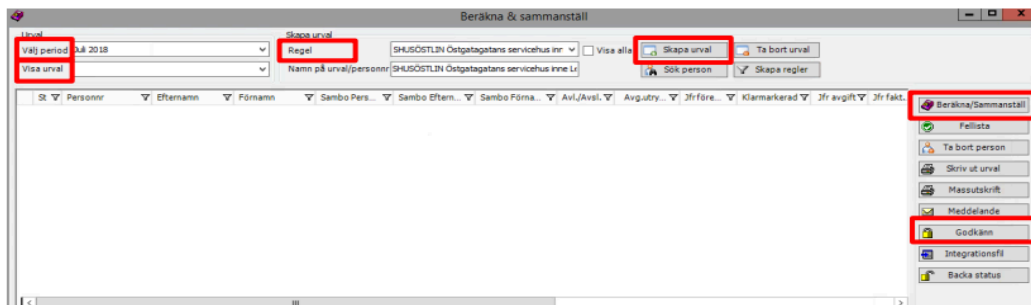 Beräkna & sammanställ
Urval
Skapa urval
Välj period Juli 2018
Regel SHUSÖSTLIN Östgatagatans servicehus inn Visa alla Skapa urval Ta bort urval
Visa urval
Namn på urval/personnr SHUSÖSTLIN Östgatagatans servicehus inne Lr Sök person Skapa regler
St Personnr Efternamn Förnamn Sambo Pers... Sambo Eftern... Sambo Förna... Avl./Avsl. Avg.utry... Jfr före... Klarmarkerad Jfr avgift Jfr fakt.
Beräkna/Sammanställ
Fellista
Ta bort person
Skriv ut urval
Massutskrift
Meddelande
Godkänn
Integrationsfil
Backa status